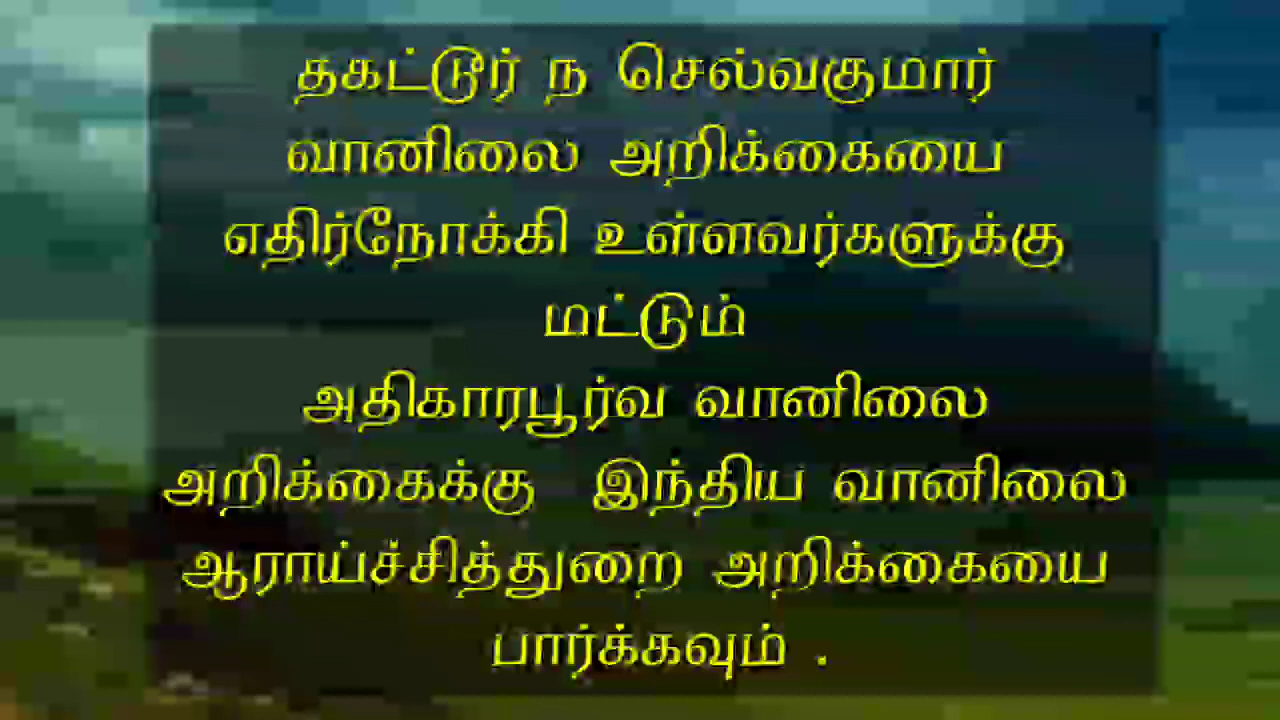 தகட்டூர் ந செல்வகுமார்
வானிலை அறிக்கையை
எதிர்நோக்கி உள்ளவர்களுக்கு
மட்டும்
அதிகாரபூர்வ வானிலை
அறிக்கைக்கு இந்திய வானிலை
ஆராய்ச்சித்துறை அறிக்கையை
பார்க்கவும் .